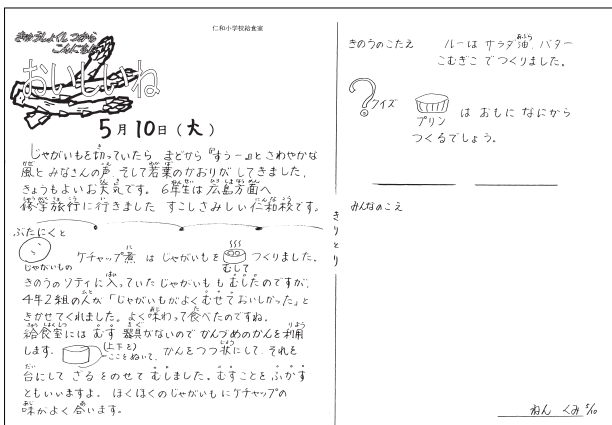 仁和小学校給食室
きゅうしょくしつから
こんにちは
おいしいね
5月10日(火)
じゃがいもを切っていたら まどから『すうー』とさわやかな
風とみなさんの声、そして若葉のかおりがしてきました。
きょうもよいお天気です。6年生は広島方面へ
修学旅行に行きました すこしさみしい仁和校です。
ぶたにくと
じゃがいもの
ケチャップ煮 は じゃがいもを むして つくりました。
きのうのソティに入っていたじゃがいもも むしたのですが、
4年2組の人が「じゃがいもがよくむせておいしかった」と
きかせてくれました。よく味わって食べたのですね。
給食室には むす 器具がないので かんづめのかんを利用
します。(上下を)ここをぬいて、かんをつつ状にして、それを
台にして ざるをのせて むしました。むすことを ふかす
ともいいますよ。 ほくほくのじゃがいもにケチャップの
味がよく合います。
きりとり
きのうのこたえ ルーは サラダ油、バター
こむぎこ でつくりました。
?クイズ プリン は おもに なにから
つくるでしょう。
みんなのこえ
ねん くみ 5/10